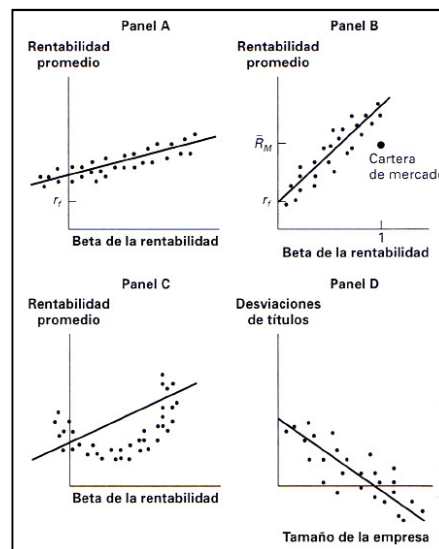 Panel A
Rentabilidad
promedio
r_f
Beta de la rentabilidad
Panel B
Rentabilidad
promedio
R̄_M
Cartera
de mercado
r_f
1
Beta de la rentabilidad
Panel C
Rentabilidad
promedio
Beta de la rentabilidad
Panel D
Desviaciones
de títulos
Tamaño de la empresa